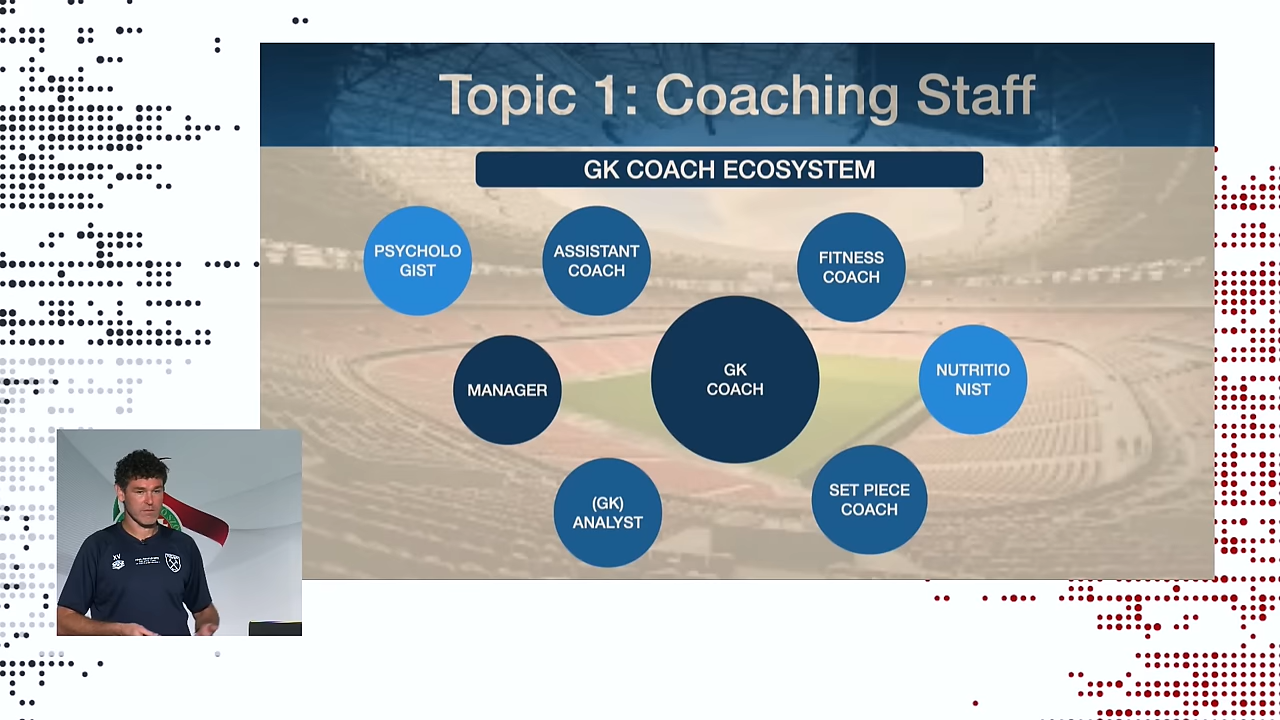 Topic 1: Coaching Staff
GK COACH ECOSYSTEM
PSYCHOLO
GIST
ASSISTANT
COACH
FITNESS
COACH
MANAGER
GK
COACH
NUTRITIO
NIST
(GK)
ANALYST
SET PIECE
COACH
XV